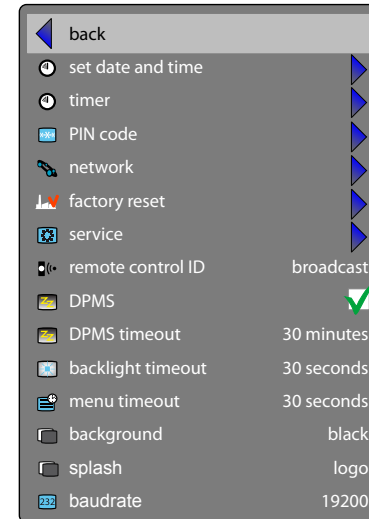 back
set date and time
timer
PIN code
network
factory reset
service
remote control ID broadcast
DPMS
DPMS timeout 30 minutes
backlight timeout 30 seconds
menu timeout 30 seconds
background black
splash logo
232 baudrate 19200